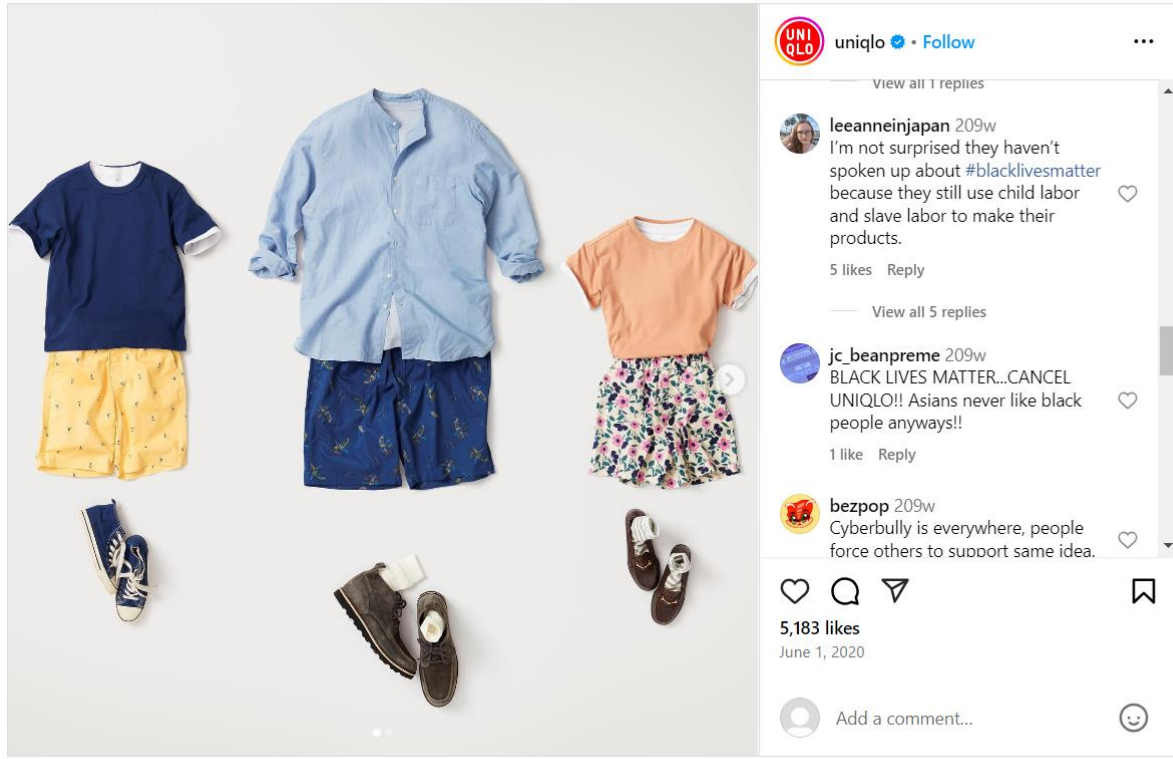 UNI
QLO
uniqlo • Follow
View all 1 replies
leeanneinjapan 209w
I'm not surprised they haven't
spoken up about #blacklivesmatter
because they still use child labor
and slave labor to make their
products.
5 likes Reply
View all 5 replies
jc_beanpreme 209w
BLACK LIVES MATTER...CANCEL
UNIQLO!! Asians never like black
people anyways!!
1 like Reply
bezpop 209w
Cyberbully is everywhere, people
force others to support same idea.
5,183 likes
June 1, 2020
Add a comment...